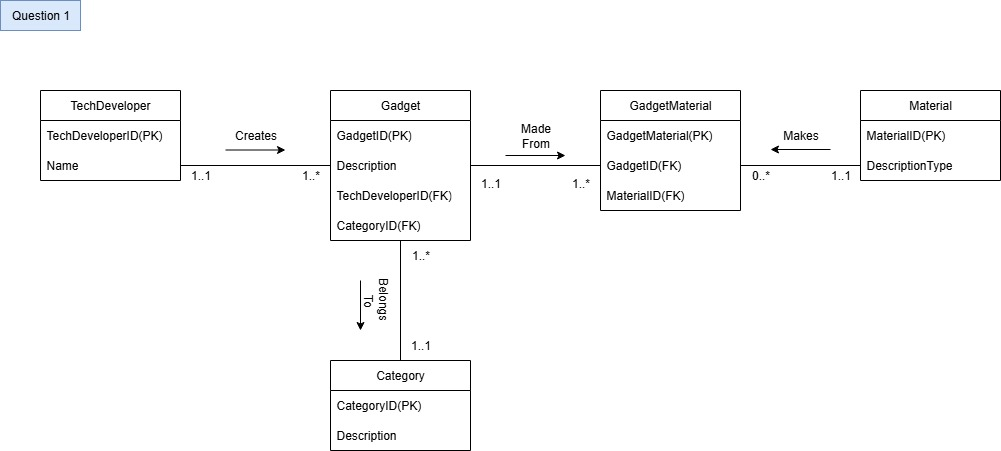 Question 1
TechDeveloper
TechDeveloperID(PK)
Name
Creates
1..1
1..*
Gadget
GadgetID(PK)
Description
TechDeveloperID(FK)
CategoryID(FK)
Made
From
1..1
1..*
GadgetMaterial
GadgetMaterial(PK)
GadgetID(FK)
MaterialID(FK)
Makes
0..*
1..1
Material
MaterialID(PK)
DescriptionType
1..*
Belongs
To
1..1
Category
CategoryID(PK)
Description